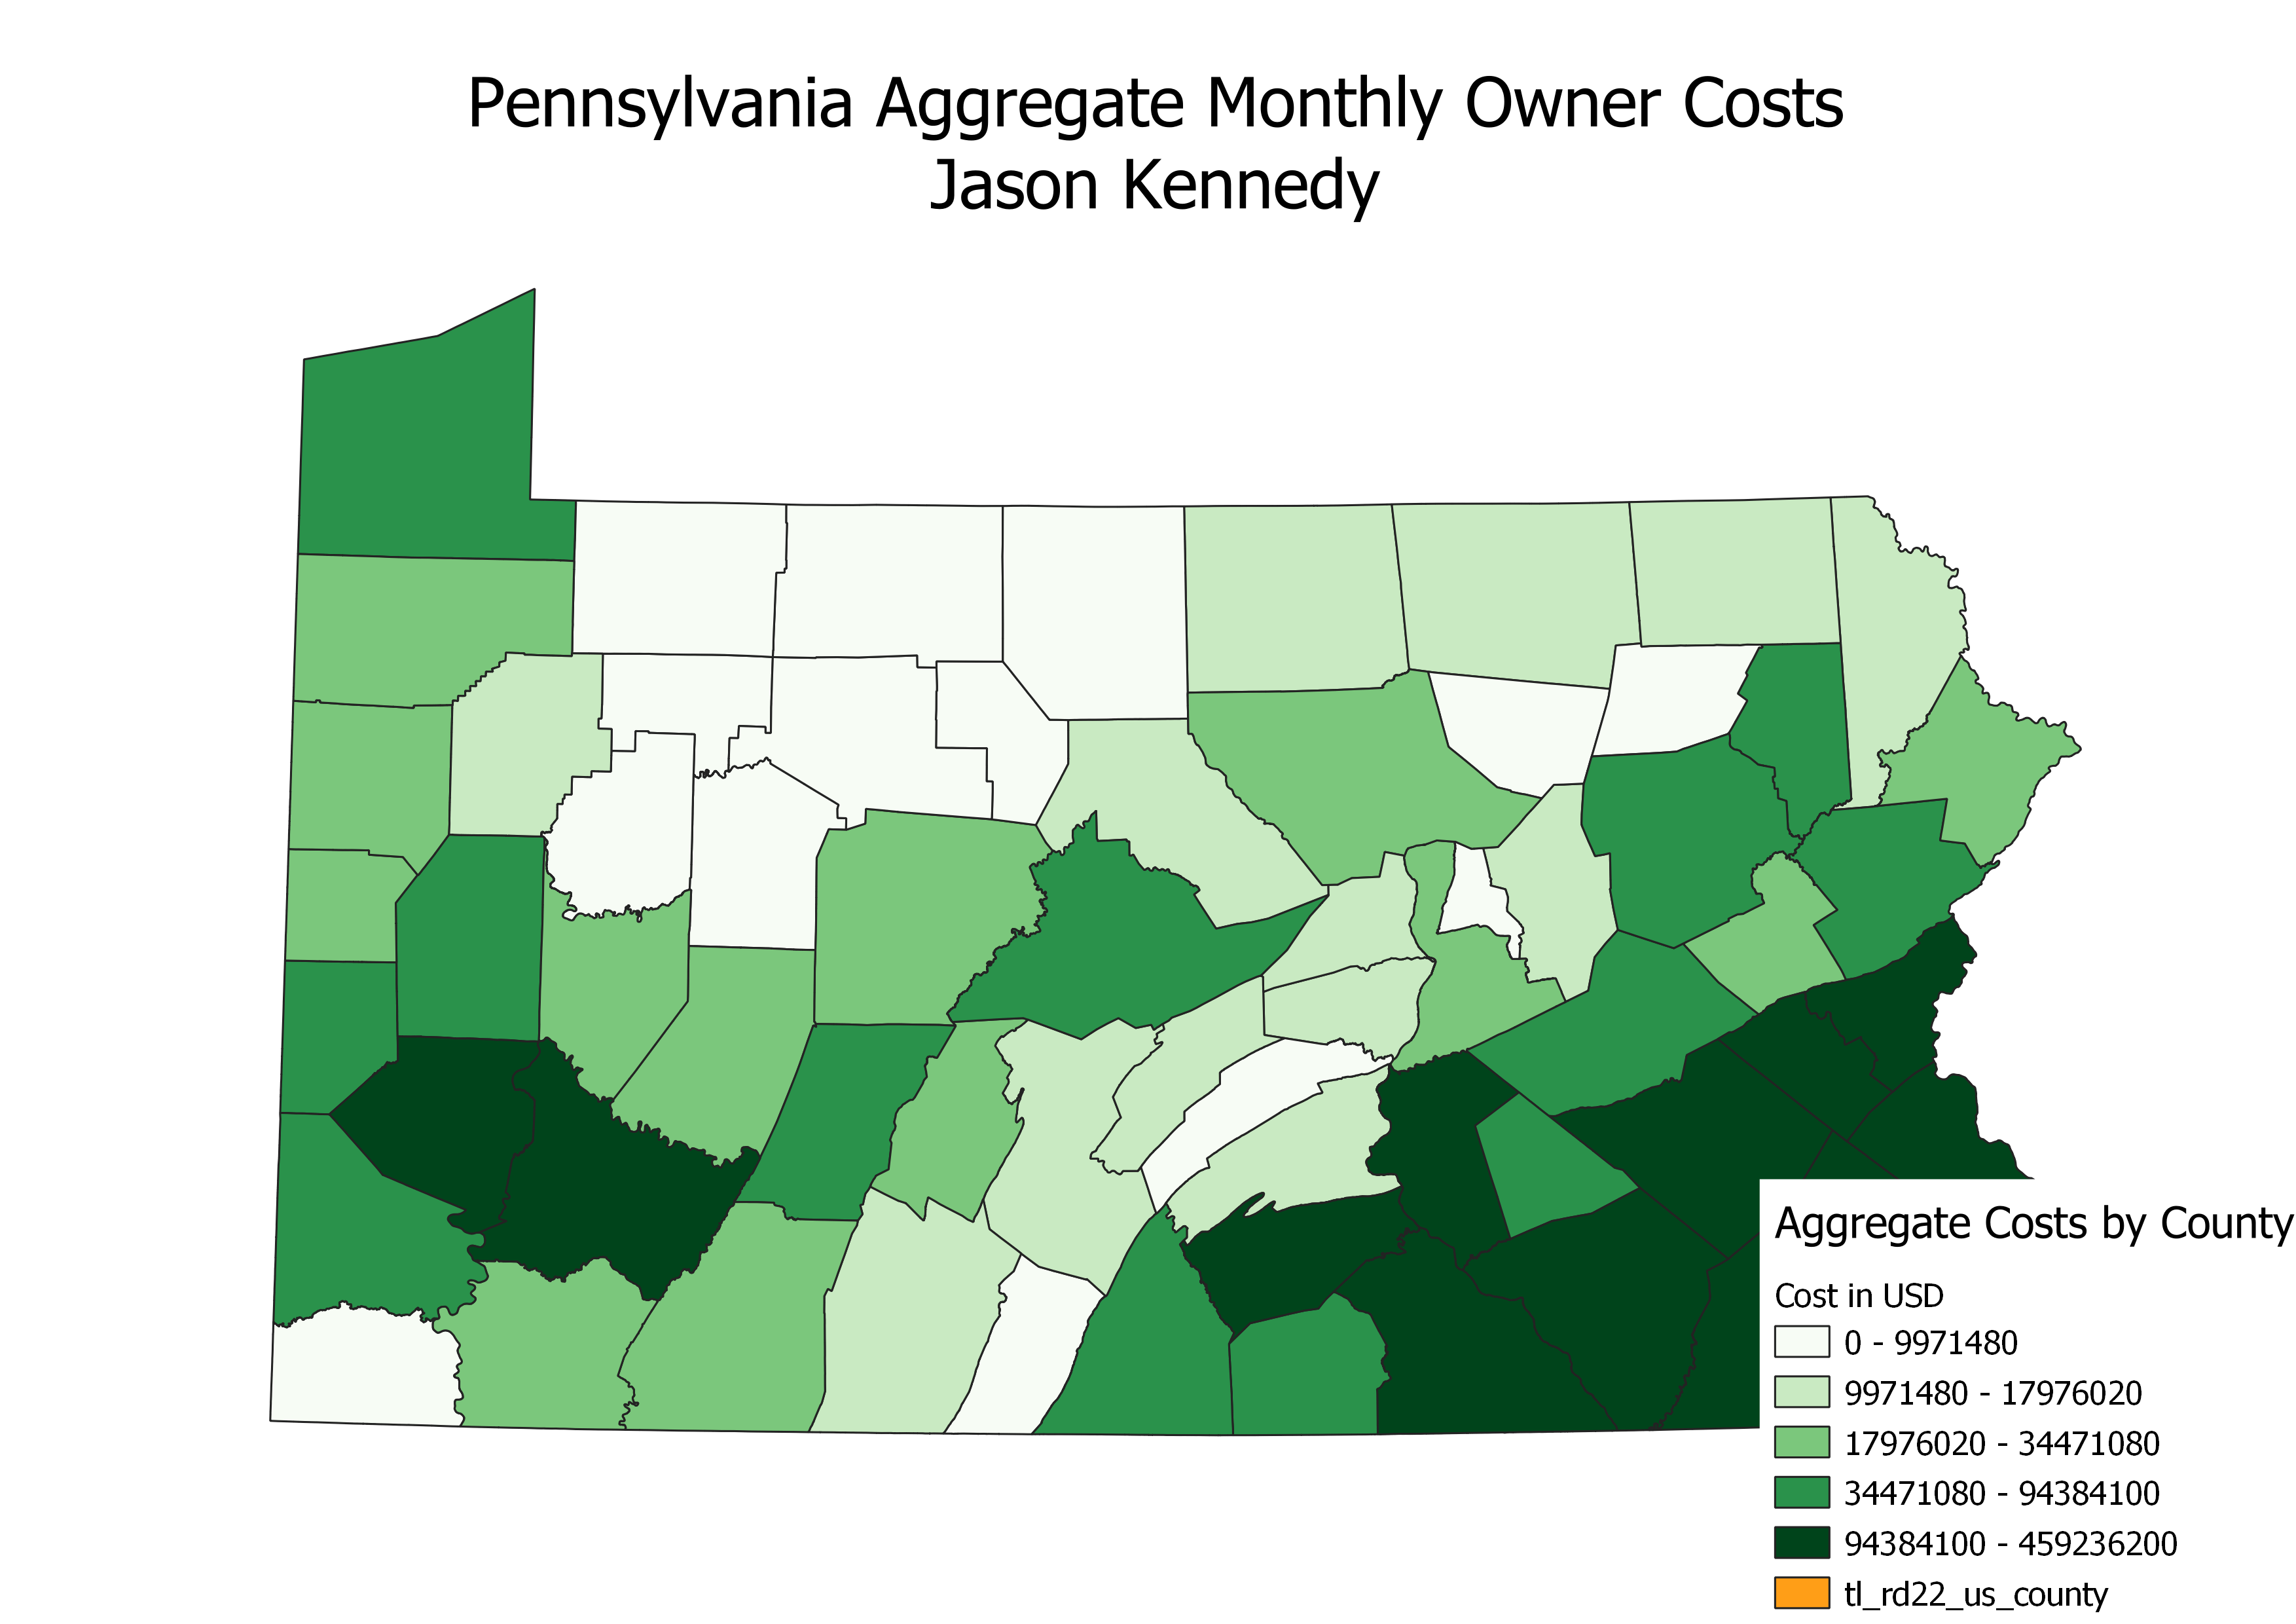 Pennsylvania Aggregate Monthly Owner Costs
Jason Kennedy
Aggregate Costs by County
Cost in USD
0 - 9971480
9971480 - 17976020
17976020 - 34471080
34471080 - 94384100
94384100 - 459236200
tl_rd22_us_county